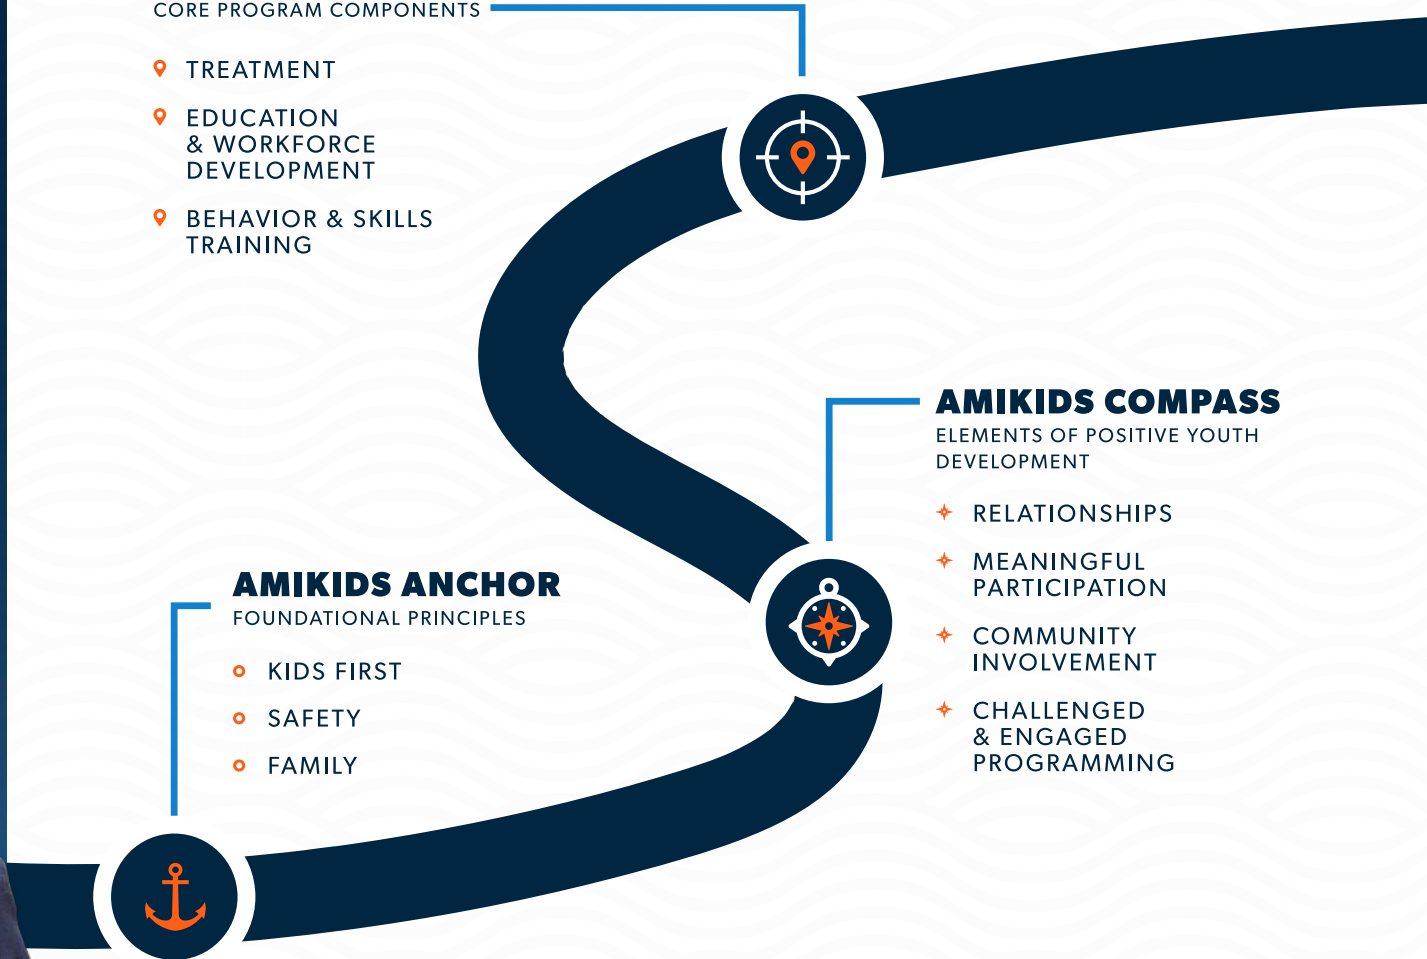 CORE PROGRAM COMPONENTS
TREATMENT
EDUCATION
& WORKFORCE
DEVELOPMENT
BEHAVIOR & SKILLS
TRAINING
AMIKIDS COMPASS
ELEMENTS OF POSITIVE YOUTH
DEVELOPMENT
RELATIONSHIPS
MEANINGFUL
PARTICIPATION
COMMUNITY
INVOLVEMENT
CHALLENGED
& ENGAGED
PROGRAMMING
AMIKIDS ANCHOR
FOUNDATIONAL PRINCIPLES
KIDS FIRST
SAFETY
FAMILY